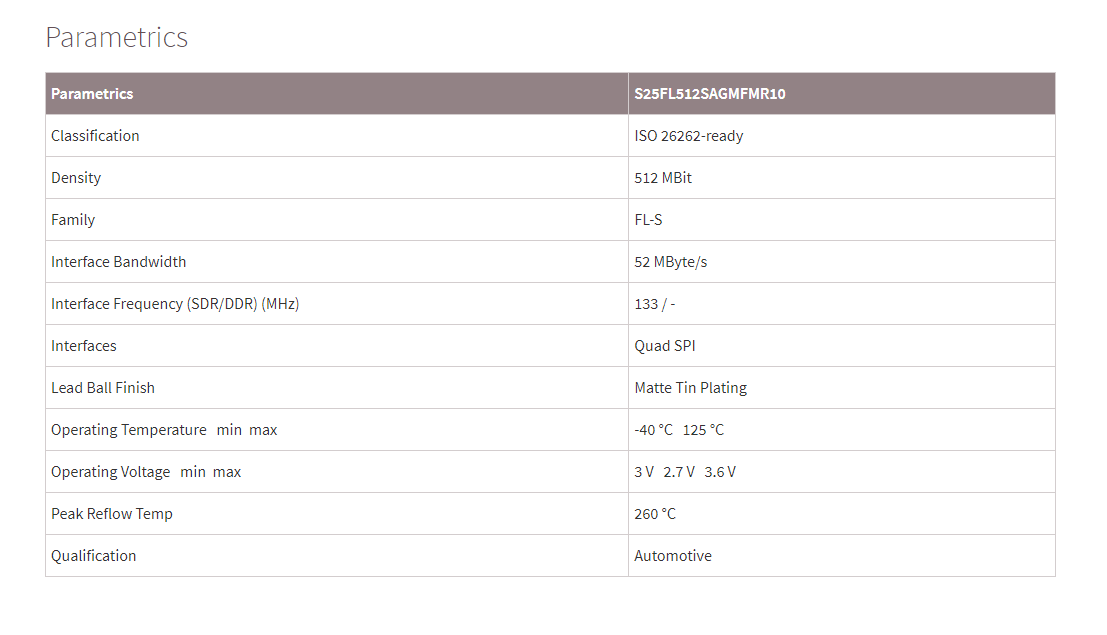 Parametrics
Parametrics S25FL512SAGMFMR10
Classification ISO 26262-ready
Density 512 MBit
Family FL-S
Interface Bandwidth 52 MByte/s
Interface Frequency (SDR/DDR) (MHz) 133 / -
Interfaces Quad SPI
Lead Ball Finish Matte Tin Plating
Operating Temperature min max -40 °C 125 °C
Operating Voltage min max 3 V 2.7 V 3.6 V
Peak Reflow Temp 260 °C
Qualification Automotive